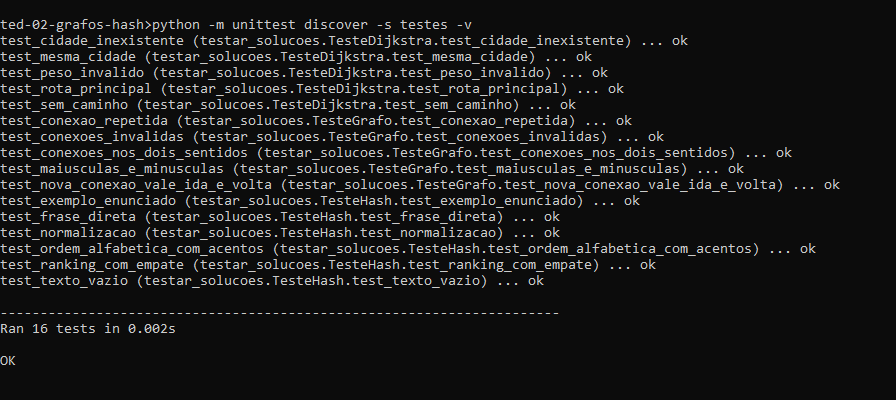 ted-02-grafos-hash>python -m unittest discover -s testes -v
test_cidade_inexistente (testar_solucoes.TesteDijkstra.test_cidade_inexistente) ... ok
test_mesma_cidade (testar_solucoes.TesteDijkstra.test_mesma_cidade) ... ok
test_peso_invalido (testar_solucoes.TesteDijkstra.test_peso_invalido) ... ok
test_rota_principal (testar_solucoes.TesteDijkstra.test_rota_principal) ... ok
test_sem_caminho (testar_solucoes.TesteDijkstra.test_sem_caminho) ... ok
test_conexao_repetida (testar_solucoes.TesteGrafo.test_conexao_repetida) ... ok
test_conexoes_invalidas (testar_solucoes.TesteGrafo.test_conexoes_invalidas) ... ok
test_conexoes_nos_dois_sentidos (testar_solucoes.TesteGrafo.test_conexoes_nos_dois_sentidos) ... ok
test_maiusculas_e_minusculas (testar_solucoes.TesteGrafo.test_maiusculas_e_minusculas) ... ok
test_nova_conexao_vale_ida_e_volta (testar_solucoes.TesteGrafo.test_nova_conexao_vale_ida_e_volta) ... ok
test_exemplo_enunciado (testar_solucoes.TesteHash.test_exemplo_enunciado) ... ok
test_frase_direta (testar_solucoes.TesteHash.test_frase_direta) ... ok
test_normalizacao (testar_solucoes.TesteHash.test_normalizacao) ... ok
test_ordem_alfabetica_com_acentos (testar_solucoes.TesteHash.test_ordem_alfabetica_com_acentos) ... ok
test_ranking_com_empate (testar_solucoes.TesteHash.test_ranking_com_empate) ... ok
test_texto_vazio (testar_solucoes.TesteHash.test_texto_vazio) ... ok
----------------------------------------------------------------------
Ran 16 tests in 0.002s
OK